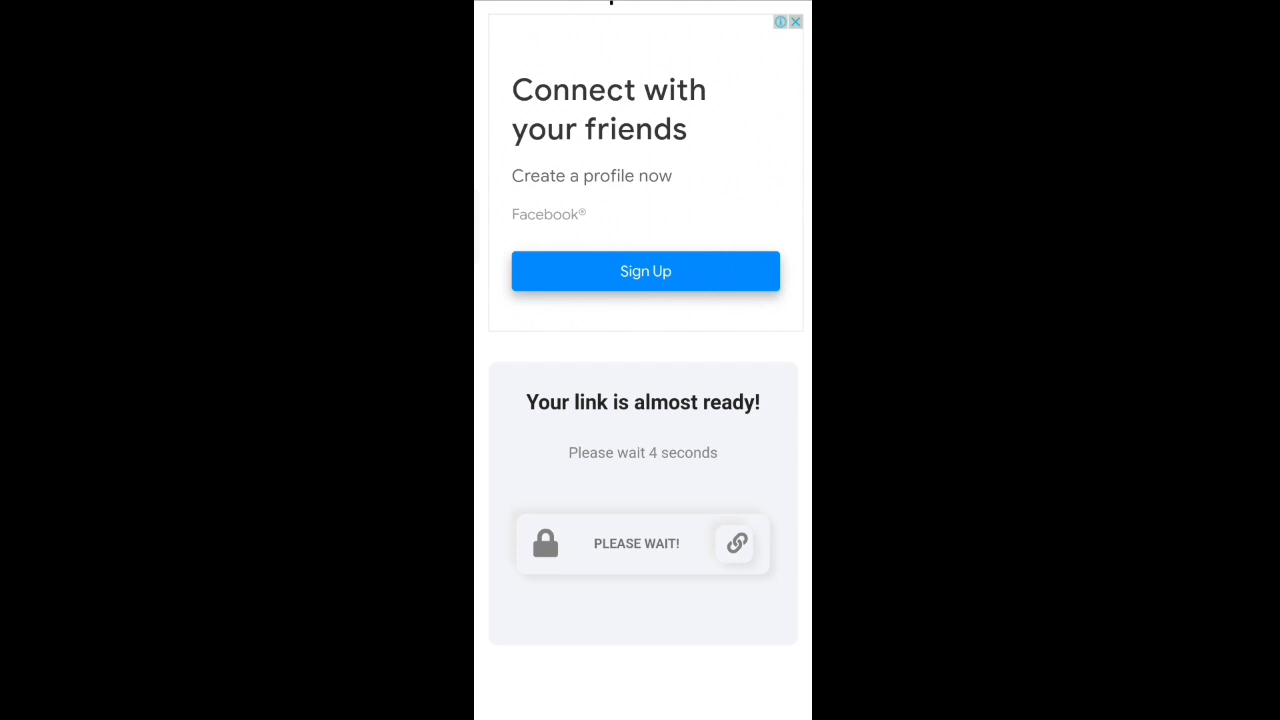 Connect with
your friends
Create a profile now
Facebook®
Sign Up
Your link is almost ready!
Please wait 4 seconds
PLEASE WAIT!